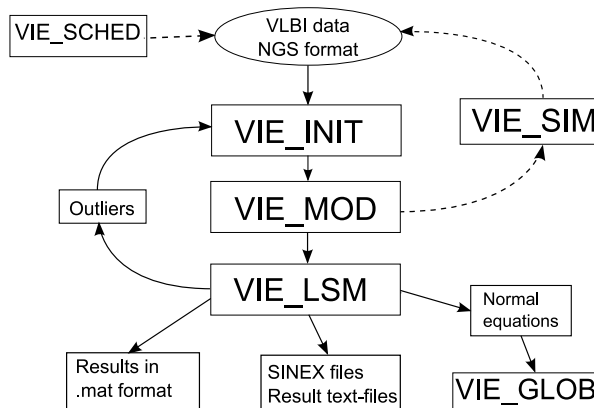 VIE_SCHED
VLBI data
NGS format
VIE_INIT
VIE_SIM
Outliers
VIE_MOD
VIE_LSM
Normal
equations
Results in
.mat format
SINEX files
Result text-files
VIE_GLOB